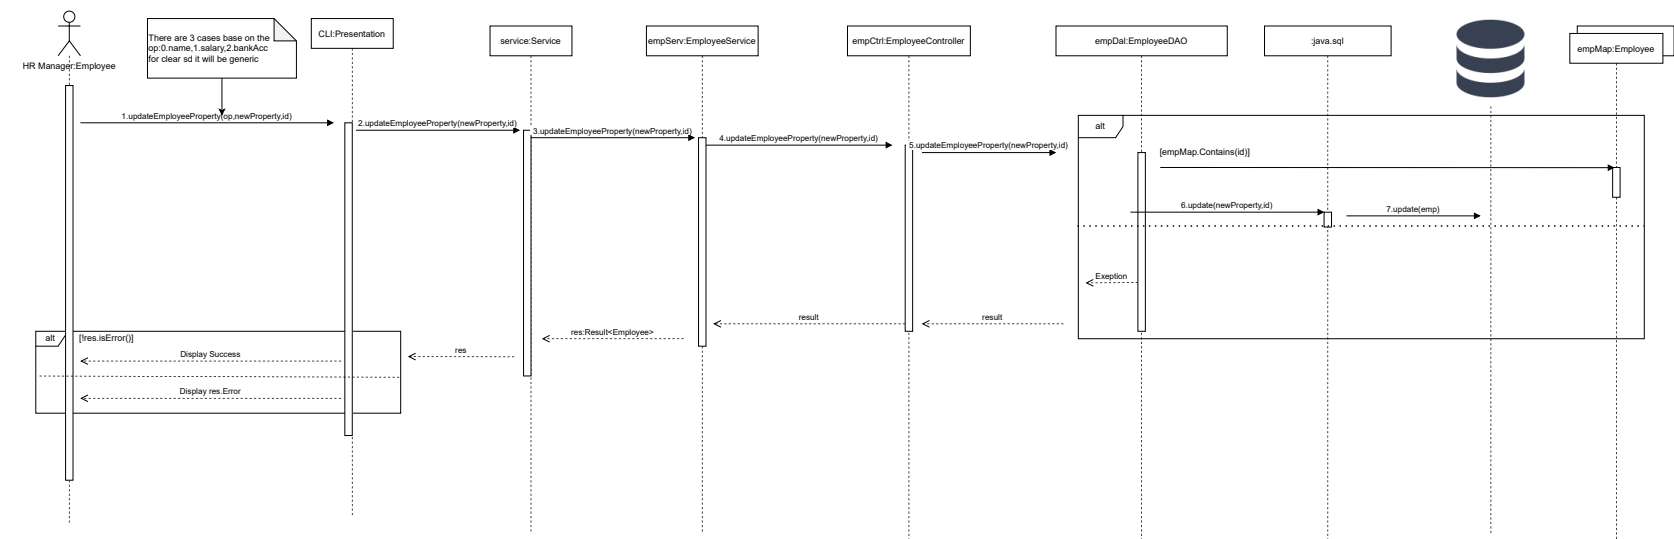 HR Manager:Employee
There are 3 cases base on the
op:0.name,1.salary,2.bankAcc
for clear sd it will be generic
CLI:Presentation
service:Service
empServ:EmployeeService
empCtrl:EmployeeController
empDal:EmployeeDAO
:java.sql
empMap:Employee
1.updateEmployeeProperty(op,newProperty,id)
2.updateEmployeeProperty(newProperty,id)
3.updateEmployeeProperty(newProperty,id)
4.updateEmployeeProperty(newProperty,id)
5.updateEmployeeProperty(newProperty,id)
alt
[empMap.Contains(id)]
6.update(newProperty,id)
7.update(emp)
Exeption
result
result
res:Result<Employee>
res
alt
[!res.isError()]
Display Success
Display res.Error